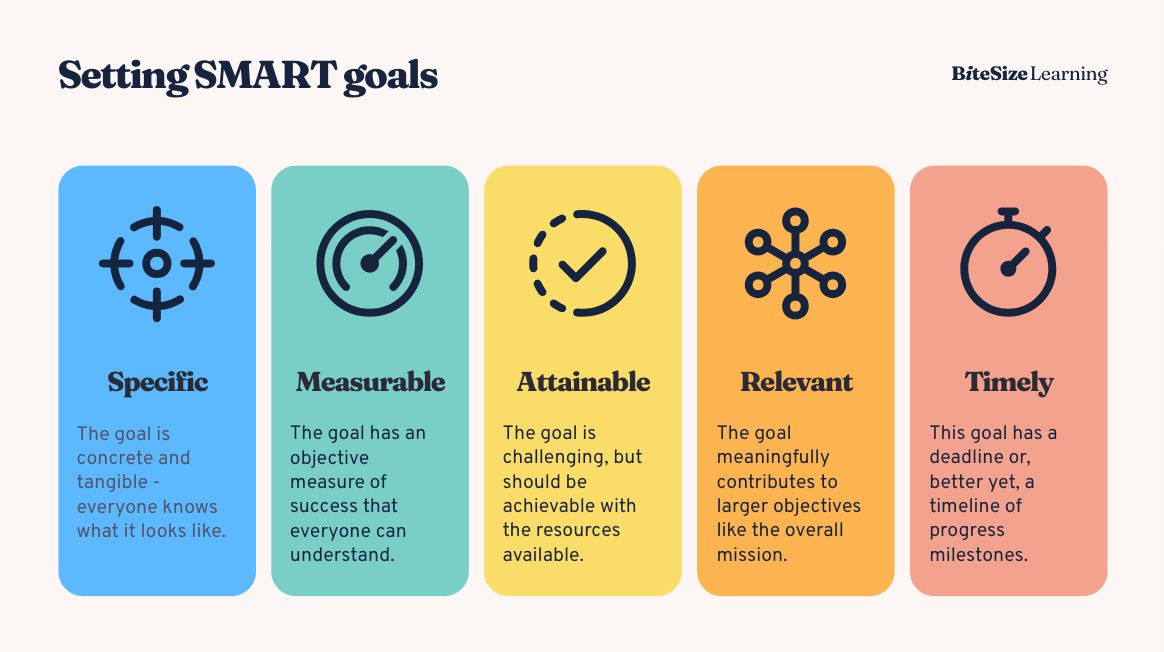 Setting SMART goals
BiteSize Learning
Specific
The goal is
concrete and
tangible -
everyone knows
what it looks like.
Measurable
The goal has an
objective
measure of
success that
everyone can
understand.
Attainable
The goal is
challenging, but
should be
achievable with
the resources
available.
Relevant
The goal
meaningfully
contributes to
larger objectives
like the overall
mission.
Timely
This goal has a
deadline or,
better yet, a
timeline of
progress
milestones.